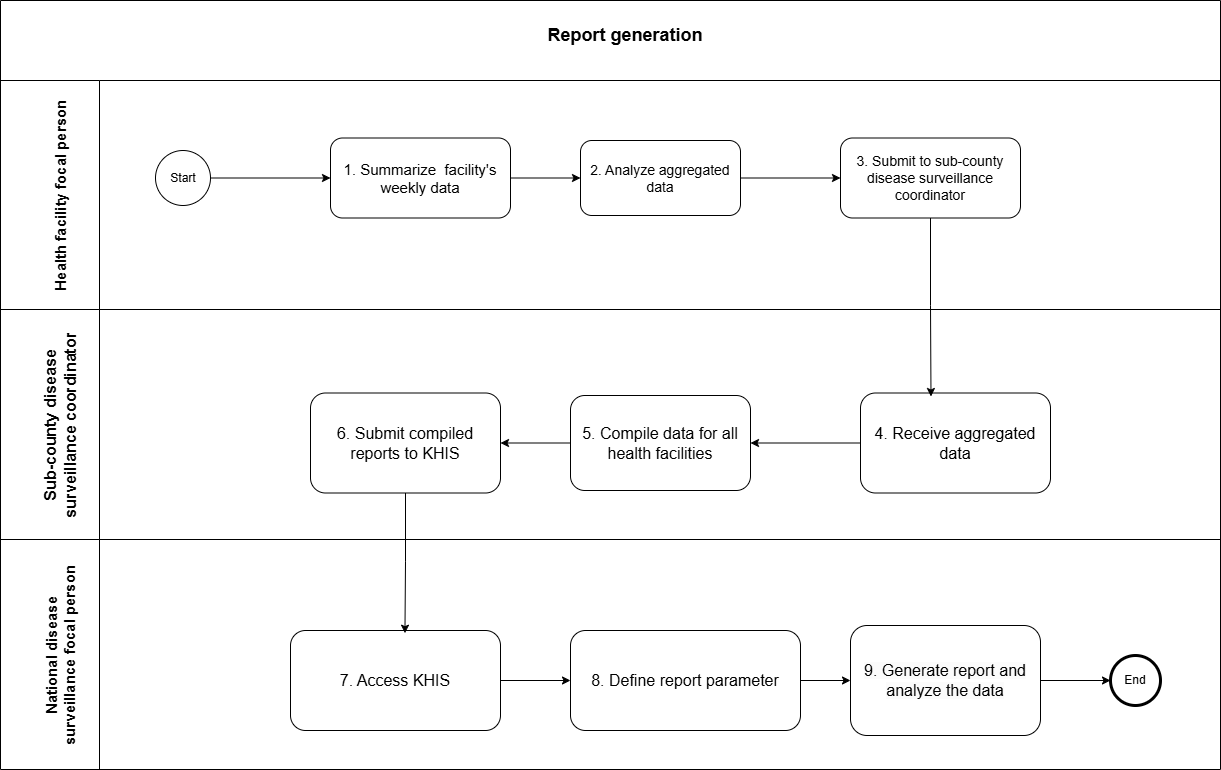 Report generation
Health facility focal person
Start
1. Summarize facility's
weekly data
2. Analyze aggregated
data
3. Submit to sub-county
disease surveillance
coordinator
Sub-county disease
surveillance coordinator
6. Submit compiled
reports to KHIS
5. Compile data for all
health facilities
4. Receive aggregated
data
National disease
surveillance focal person
7. Access KHIS
8. Define report parameter
9. Generate report and
analyze the data
End